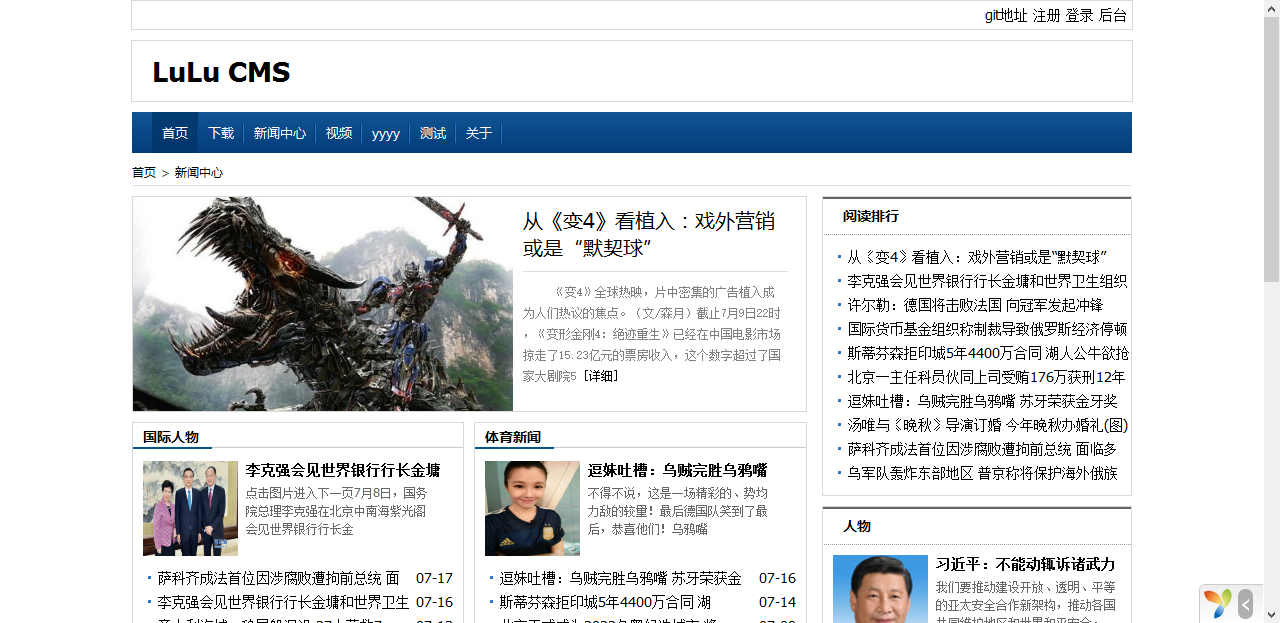 git地址 注册 登录 后台
LuLu CMS
首页 下载 新闻中心 视频 yyyy 测试 关于
首页 > 新闻中心
从《变4》看植入：戏外营销
或是“默契球”
《变4》全球热映，片中密集的广告植入成
为人们热议的焦点。（文/森月）截止7月9日22时
，《变形金刚4：绝迹重生》已经在中国电影市场
掠走了15.23亿元的票房收入，这个数字超过了国
家大剧院5 [详细]
国际人物
李克强会见世界银行行长金墉
点击图片进入下一页7月8日，国务
院总理李克强在北京中南海紫光阁
会见世界银行行长金
萨科齐成法首位因涉腐败遭拘前总统 面 07-17
李克强会见世界银行行长金墉和世界卫生 07-16
体育新闻
逗妹吐槽：乌贼完胜乌鸦嘴
不得不说，这是一场精彩的、势均
力敌的较量！最后德国队笑到了最
后，恭喜他们！乌鸦嘴
逗妹吐槽：乌贼完胜乌鸦嘴 苏牙荣获金 07-16
斯蒂芬森拒印城5年4400万合同 湖 07-14
阅读排行
从《变4》看植入：戏外营销或是“默契球”
李克强会见世界银行行长金墉和世界卫生组织
许尔勒：德国将击败法国 向冠军发起冲锋
国际货币基金组织称制裁导致俄罗斯经济停顿
斯蒂芬森拒印城5年4400万合同 湖人公牛欲抢
北京一主任科员伙同上司受贿176万获刑12年
逗妹吐槽：乌贼完胜乌鸦嘴 苏牙荣获金牙奖
汤唯与《晚秋》导演订婚 今年晚秋办婚礼(图)
萨科齐成法首位因涉腐败遭拘前总统 面临多
乌军队轰炸东部地区 普京称将保护海外俄族
人物
习近平：不能动辄诉诸武力
我们要推动建设开放、透明、平等
的亚太安全合作新架构，推动各国